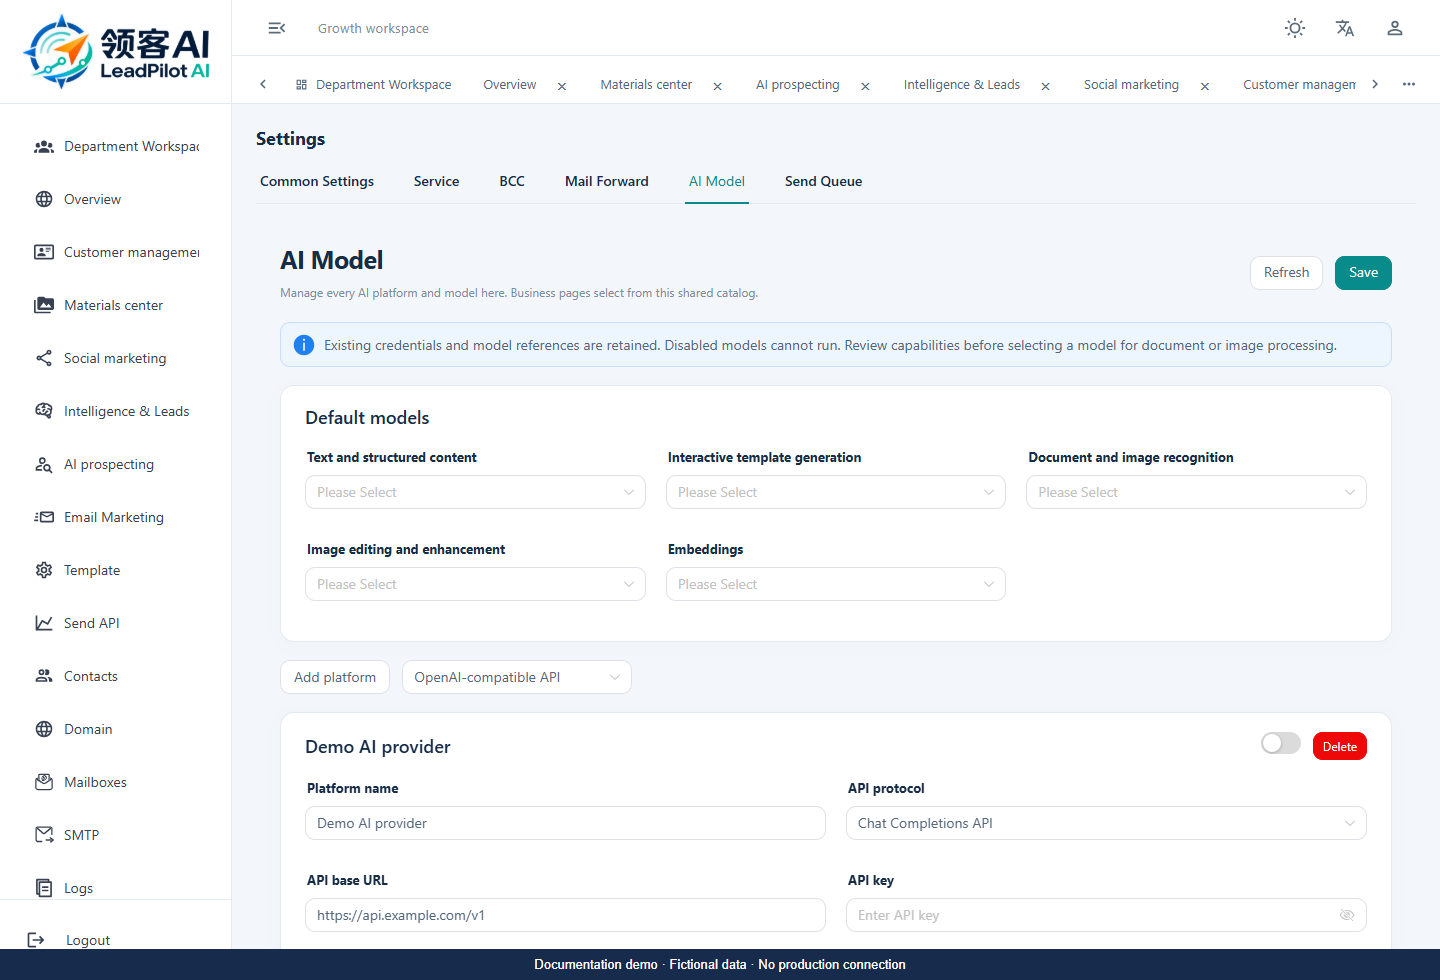 领客AI
LeadPilot AI
Growth workspace
Department Workspace
Overview
Materials center
AI prospecting
Intelligence & Leads
Social marketing
Customer managem
Department Workspac
Overview
Customer managemer
Materials center
Social marketing
Intelligence & Leads
AI prospecting
Email Marketing
Template
Send API
Contacts
Domain
Mailboxes
SMTP
Logs
Logout
Settings
Common Settings
Service
BCC
Mail Forward
AI Model
Send Queue
AI Model
Manage every AI platform and model here. Business pages select from this shared catalog.
Refresh
Save
Existing credentials and model references are retained. Disabled models cannot run. Review capabilities before selecting a model for document or image processing.
Default models
Text and structured content
Please Select
Interactive template generation
Please Select
Document and image recognition
Please Select
Image editing and enhancement
Please Select
Embeddings
Please Select
Add platform
OpenAI-compatible API
Demo AI provider
Delete
Platform name
Demo AI provider
API protocol
Chat Completions API
API base URL
https://api.example.com/v1
API key
Enter API key
Documentation demo · Fictional data · No production connection